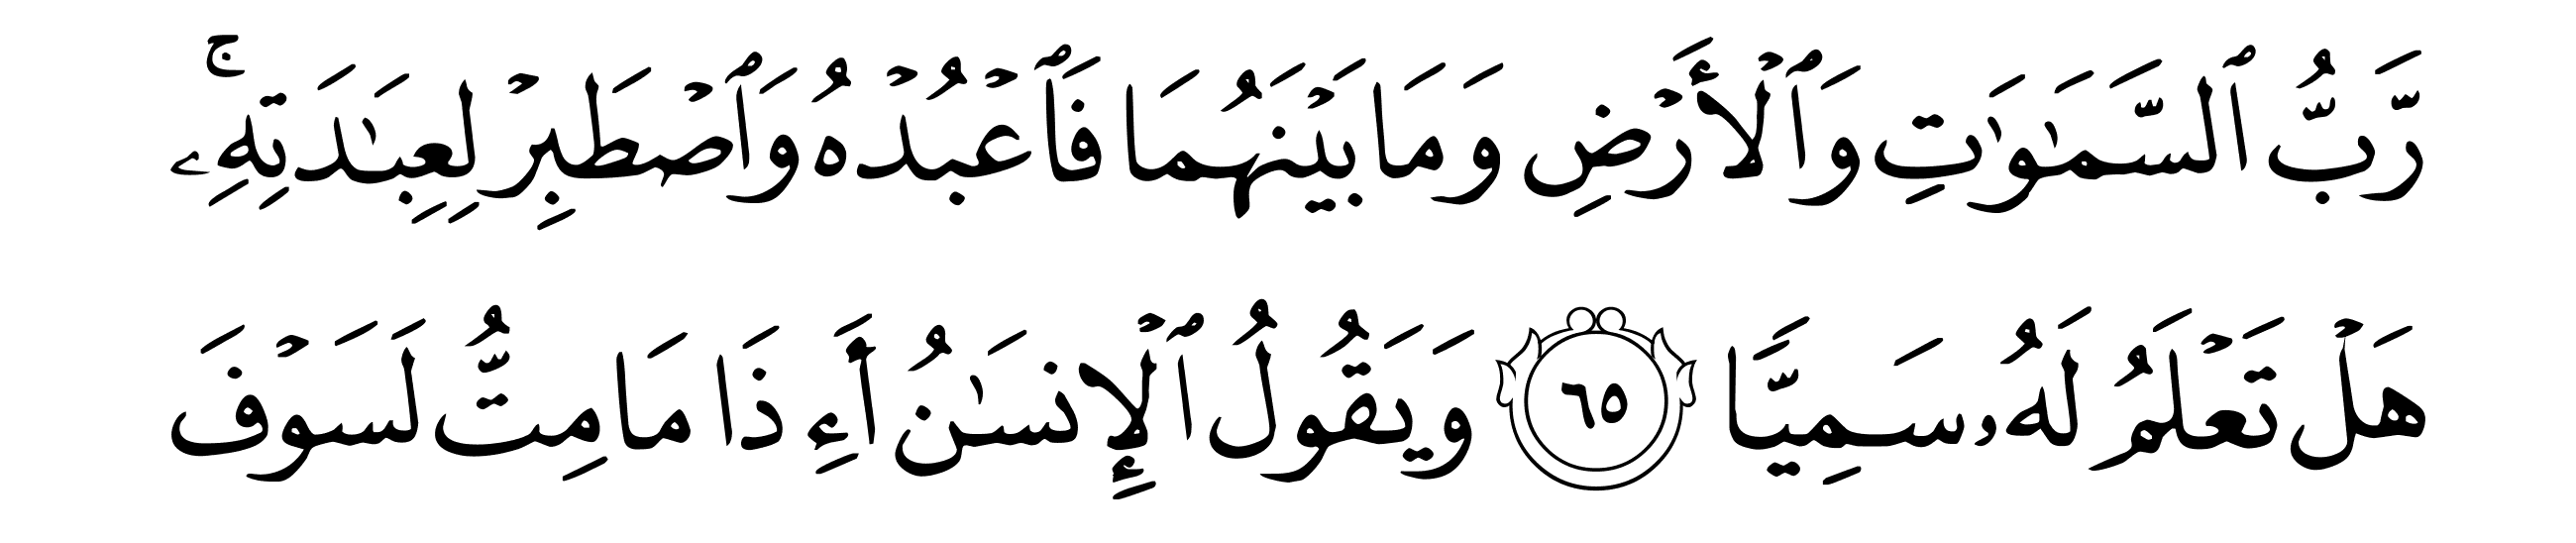 رَّبُّ ٱلسَّمَٰوَٰتِ وَٱلْأَرْضِ وَمَا بَيْنَهُمَا فَٱعْبُدْهُ وَٱصْطَبِرْ لِعِبَٰدَتِهِۦ ۚ
هَلْ تَعْلَمُ لَهُۥ سَمِيًّا ٦٥ وَيَقُولُ ٱلْإِنسَٰنُ أَءِذَا مَا مِتُّ لَسَوْفَ